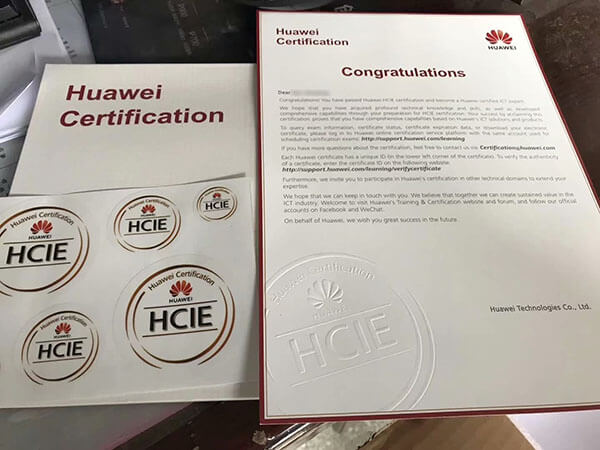 Huawei
Certification
Huawei Certification
HUAWEI
HCIE
Huawei Certification
HUAWEI
HCIE
Huawei Certification
HUAWEI
HCIE
Huawei Certification
HUAWEI
HCIE
Huawei Certification
HUAWEI
HCIE
Huawei
Certification
HUAWEI
Congratulations
Dear
Congratulations! You have passed Huawei HCIE certification and become a Huawei certified ICT expert.
We hope that you have acquired profound technical knowledge and skills, as well as developed
comprehensive capabilities through your preparation for HCIE certification. Your success by
certification proves that you have comprehensive capabilities based on Huawei's ICT solutions and products.
To query exam information, certificate status, certificate expiration data, or download your electronic
certificate, please log in to Huawei online certification service platform with the same account used for
scheduling certification exams: http://support.huawei.com/learning
If you have more questions about the certification, feel free to contact us via Certification@huawei.com
Each Huawei certificate has a unique ID on the lower left corner of the certificate. To verify the authenticity
of a certificate, enter the certificate ID on the following website:
http://support.huawei.com/learning/verifycertificate
Furthermore, we invite you to participate in Huawei's certification in other technical domains to extend your
expertise.
We hope that we can keep in touch with you. We believe that together we can create sustained value in the
ICT industry. Welcome to visit Huawei's Training & Certification website and forum, and follow our official
accounts on Facebook and WeChat.
On behalf of Huawei, we wish you great success in the future.
Huawei Certification
HUAWEI
HCIE
Huawei Technologies Co., Ltd.